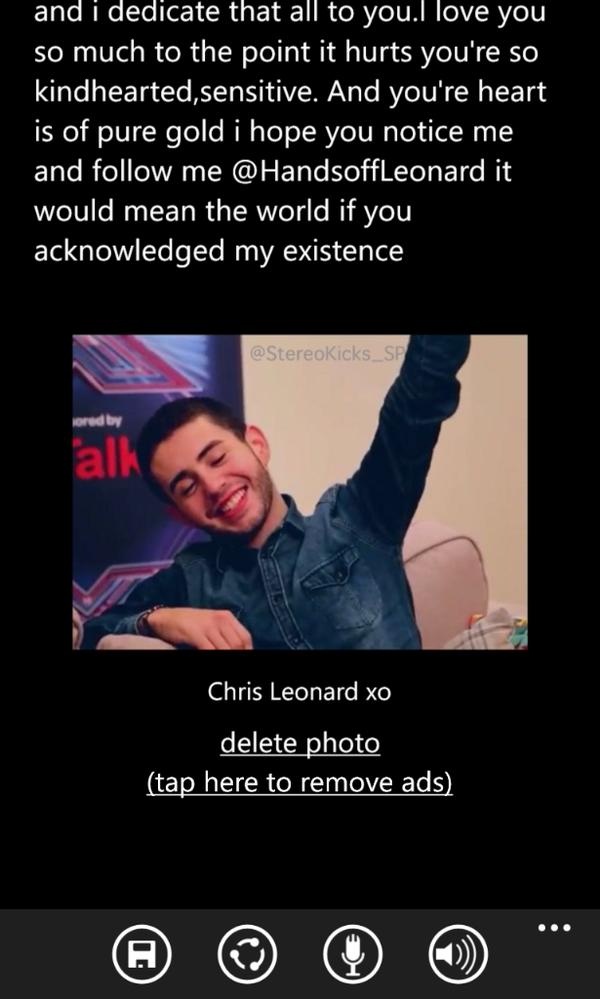 and i dedicate that all to you.I love you
so much to the point it hurts you're so
kindhearted,sensitive. And you're heart
is of pure gold i hope you notice me
and follow me @HandsoffLeonard it
would mean the world if you
acknowledged my existence
@StereoKicks_SP
ored by
alk
Chris Leonard xo
delete photo
(tap here to remove ads)